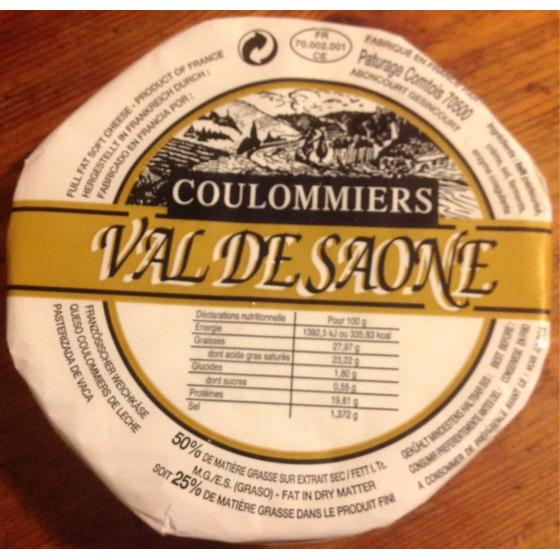 FR
70.002.001
CE
FABRIQUÉ EN
Paturage Comtois 70500
ABONCOURT GESINCOURT
FULL FAT SOFT CHEESE - PRODUCT OF FRANCE
HERGESTELLT IN FRANKREICH DURCH :
FABRICADO EN FRANCIA POR :
COULOMMIERS
VAL DE SAONE
Déclarations nutritionnelle Pour 100 g
Energie 1392,5 kJ ou 335,83 kcal
Graisses 27,97 g
dont acids gras saturés 23,22 g
Glucides 1,80 g
dont sucres 0,55 g
Protéines 19,81 g
Sel 1,372 g
FRANZÖSISCHER WEICHKÄSE
QUESO COULOMMIERS DE LECHE
PASTERIZADA DE VACA
50% DE MATIÈRE GRASSE SUR EXTRAIT SEC / FETT I. Tr.
M.G./E.S. (GRASO) - FAT IN DRY MATTER
SOIT 25% DE MATIÈRE GRASSE DANS LE PRODUIT FINI
BEST BEFORE:
GEKÜHLT MINDESTENS HALTBAR BIS:
CONSUMIR PREFERENTEMENTE ANTES DEL:
A CONSOMMER DE PRÉFÉRENCE AVANT LE :